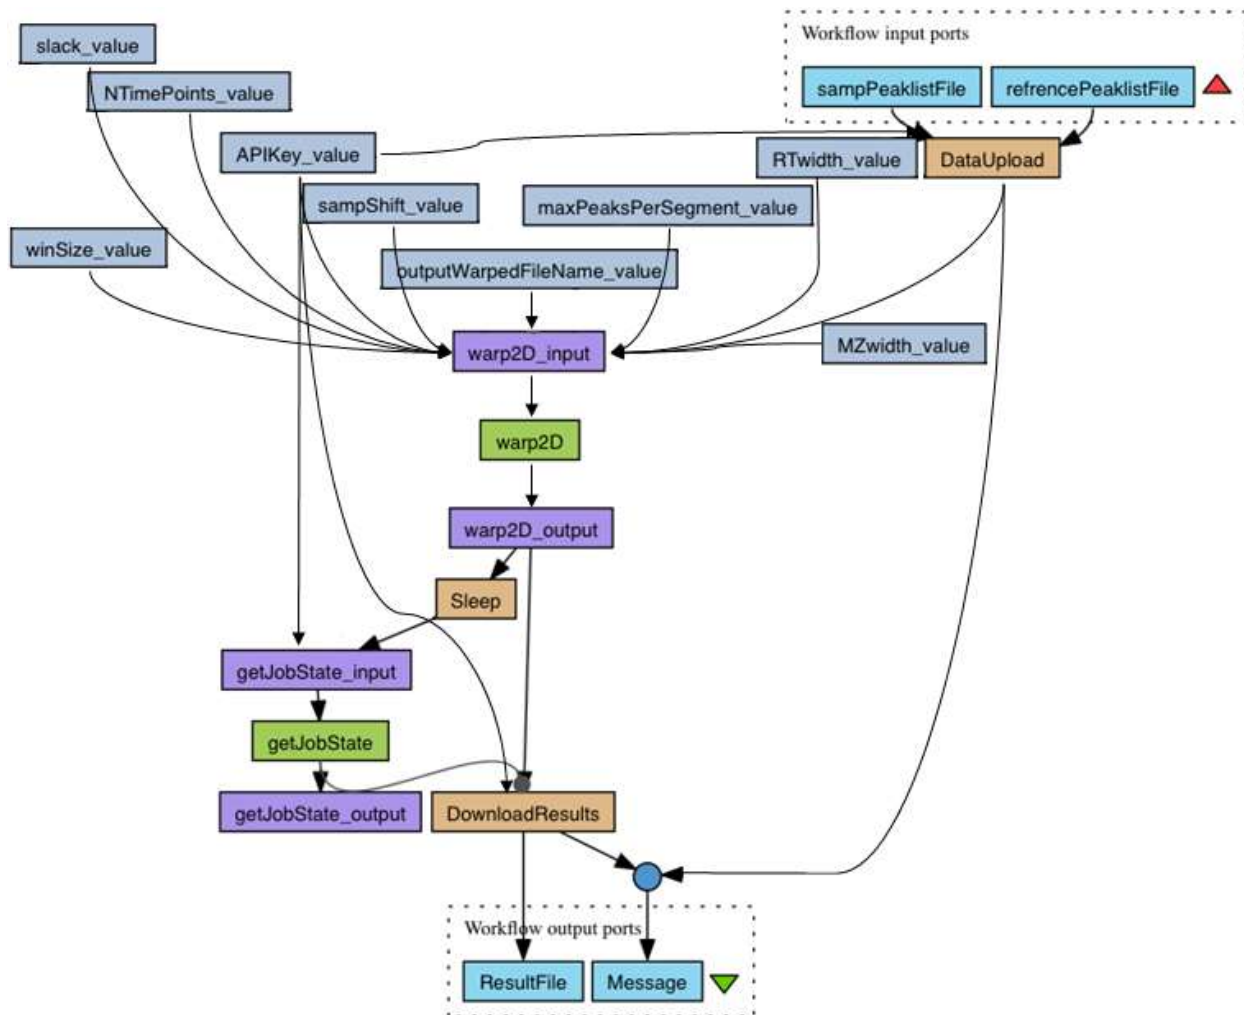 slack_value
Workflow input ports
NTimePoints_value
sampPeaklistFile
refrencePeaklistFile
APIKey_value
RTwidth_value
DataUpload
sampShift_value
maxPeaksPerSegment_value
winSize_value
outputWarpedFileName_value
warp2D_input
MZwidth_value
warp2D
warp2D_output
Sleep
getJobState_input
getJobState
getJobState_output
DownloadResults
Workflow output ports
ResultFile
Message